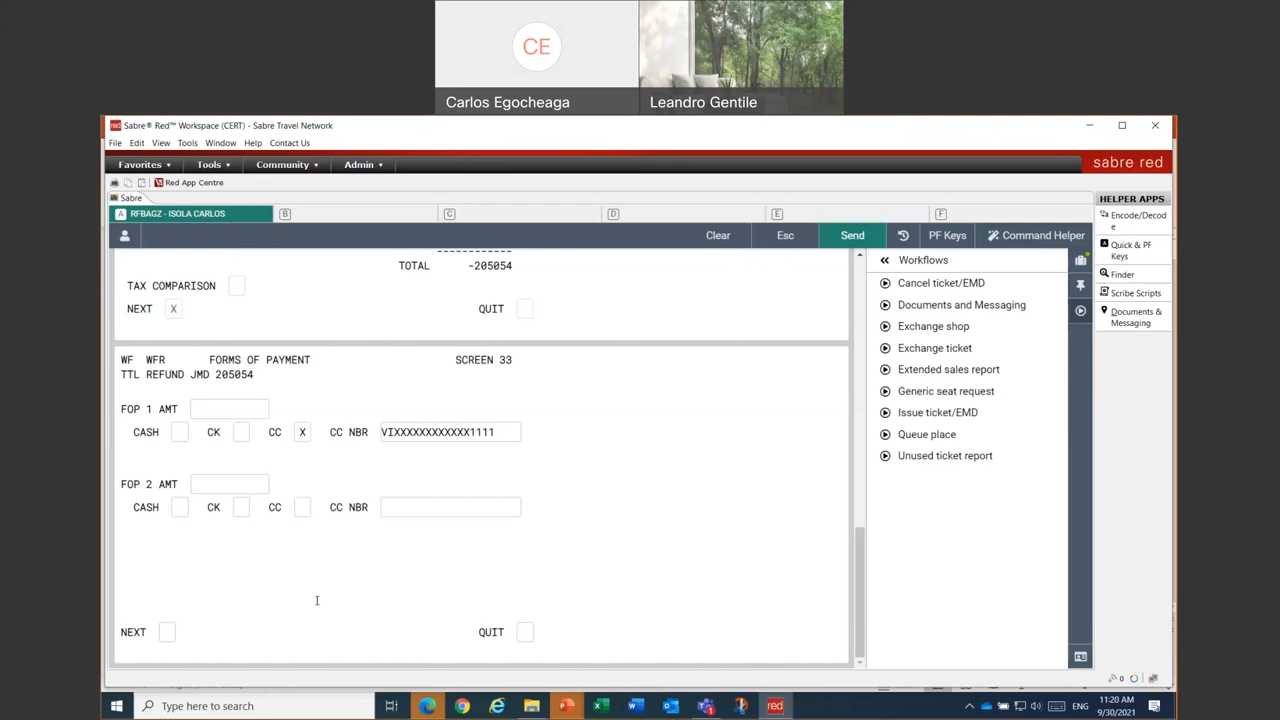 CE
Carlos Egocheaga
Leandro Gentile
red Sabre® Red™ Workspace (CERT) - Sabre Travel Network
File Edit View Tools Window Help Contact Us
Favorites Tools Community Admin
sabre red
Red App Centre
Sabre
HELPER APPS
A RFBAGZ - ISOLA CARLOS B C D E F
Clear Esc Send PF Keys Command Helper
Encode/Decod
e
Quick & PF
Keys
Finder
Scribe Scripts
Documents &
Messaging
TOTAL -205054
TAX COMPARISON
NEXT X QUIT
WF WFR FORMS OF PAYMENT SCREEN 33
TTL REFUND JMD 205054
FOP 1 AMT
CASH CK CC X CC NBR VIXXXXXXXXXXXX1111
FOP 2 AMT
CASH CK CC CC NBR
NEXT QUIT
Workflows
Cancel ticket/EMD
Documents and Messaging
Exchange shop
Exchange ticket
Extended sales report
Generic seat request
Issue ticket/EMD
Queue place
Unused ticket report
0
Type here to search
red
ENG
11:20 AM
9/30/2021